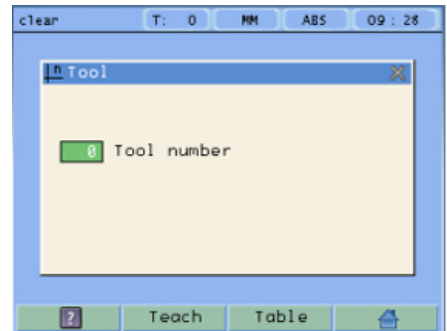 clear T: 0 MM ABS 09 : 28
n Tool
0 Tool number
? Teach Table